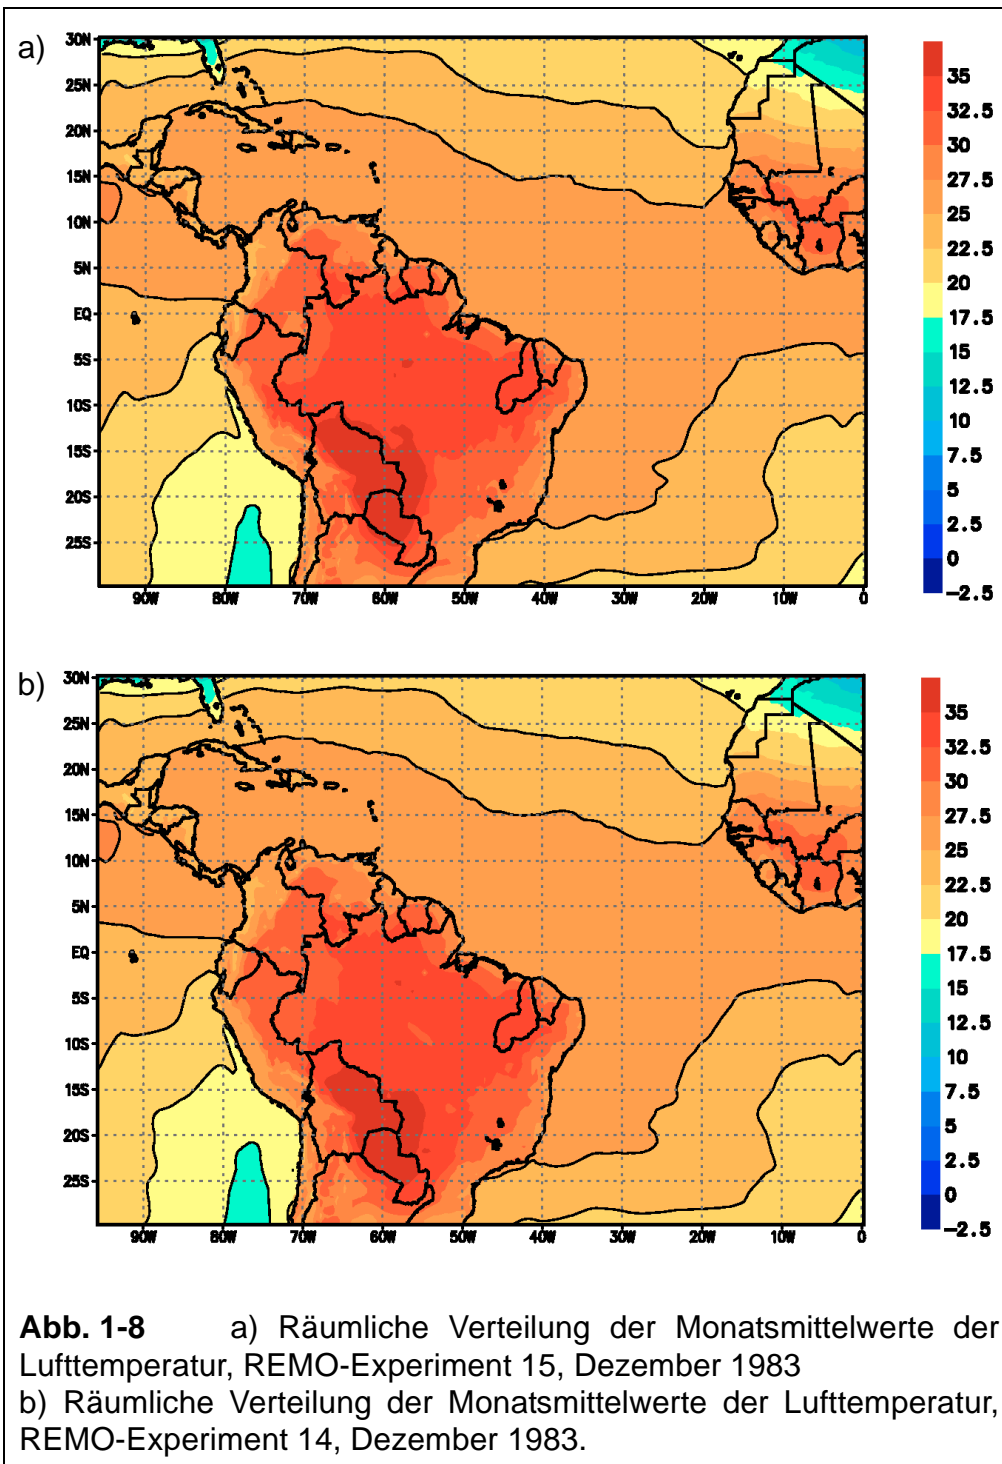 a)
30N
25N
20N
15N
10N
5N
EQ
5S
10S
15S
20S
25S
90W 80W 70W 60W 50W 40W 30W 20W 10W 0
35
32.5
30
27.5
25
22.5
20
17.5
15
12.5
10
7.5
5
2.5
0
−2.5
b)
30N
25N
20N
15N
10N
5N
EQ
5S
10S
15S
20S
25S
90W 80W 70W 60W 50W 40W 30W 20W 10W 0
35
32.5
30
27.5
25
22.5
20
17.5
15
12.5
10
7.5
5
2.5
0
−2.5
Abb. 1-8 a) Räumliche Verteilung der Monatsmittelwerte der
Lufttemperatur, REMO-Experiment 15, Dezember 1983
b) Räumliche Verteilung der Monatsmittelwerte der Lufttemperatur,
REMO-Experiment 14, Dezember 1983.